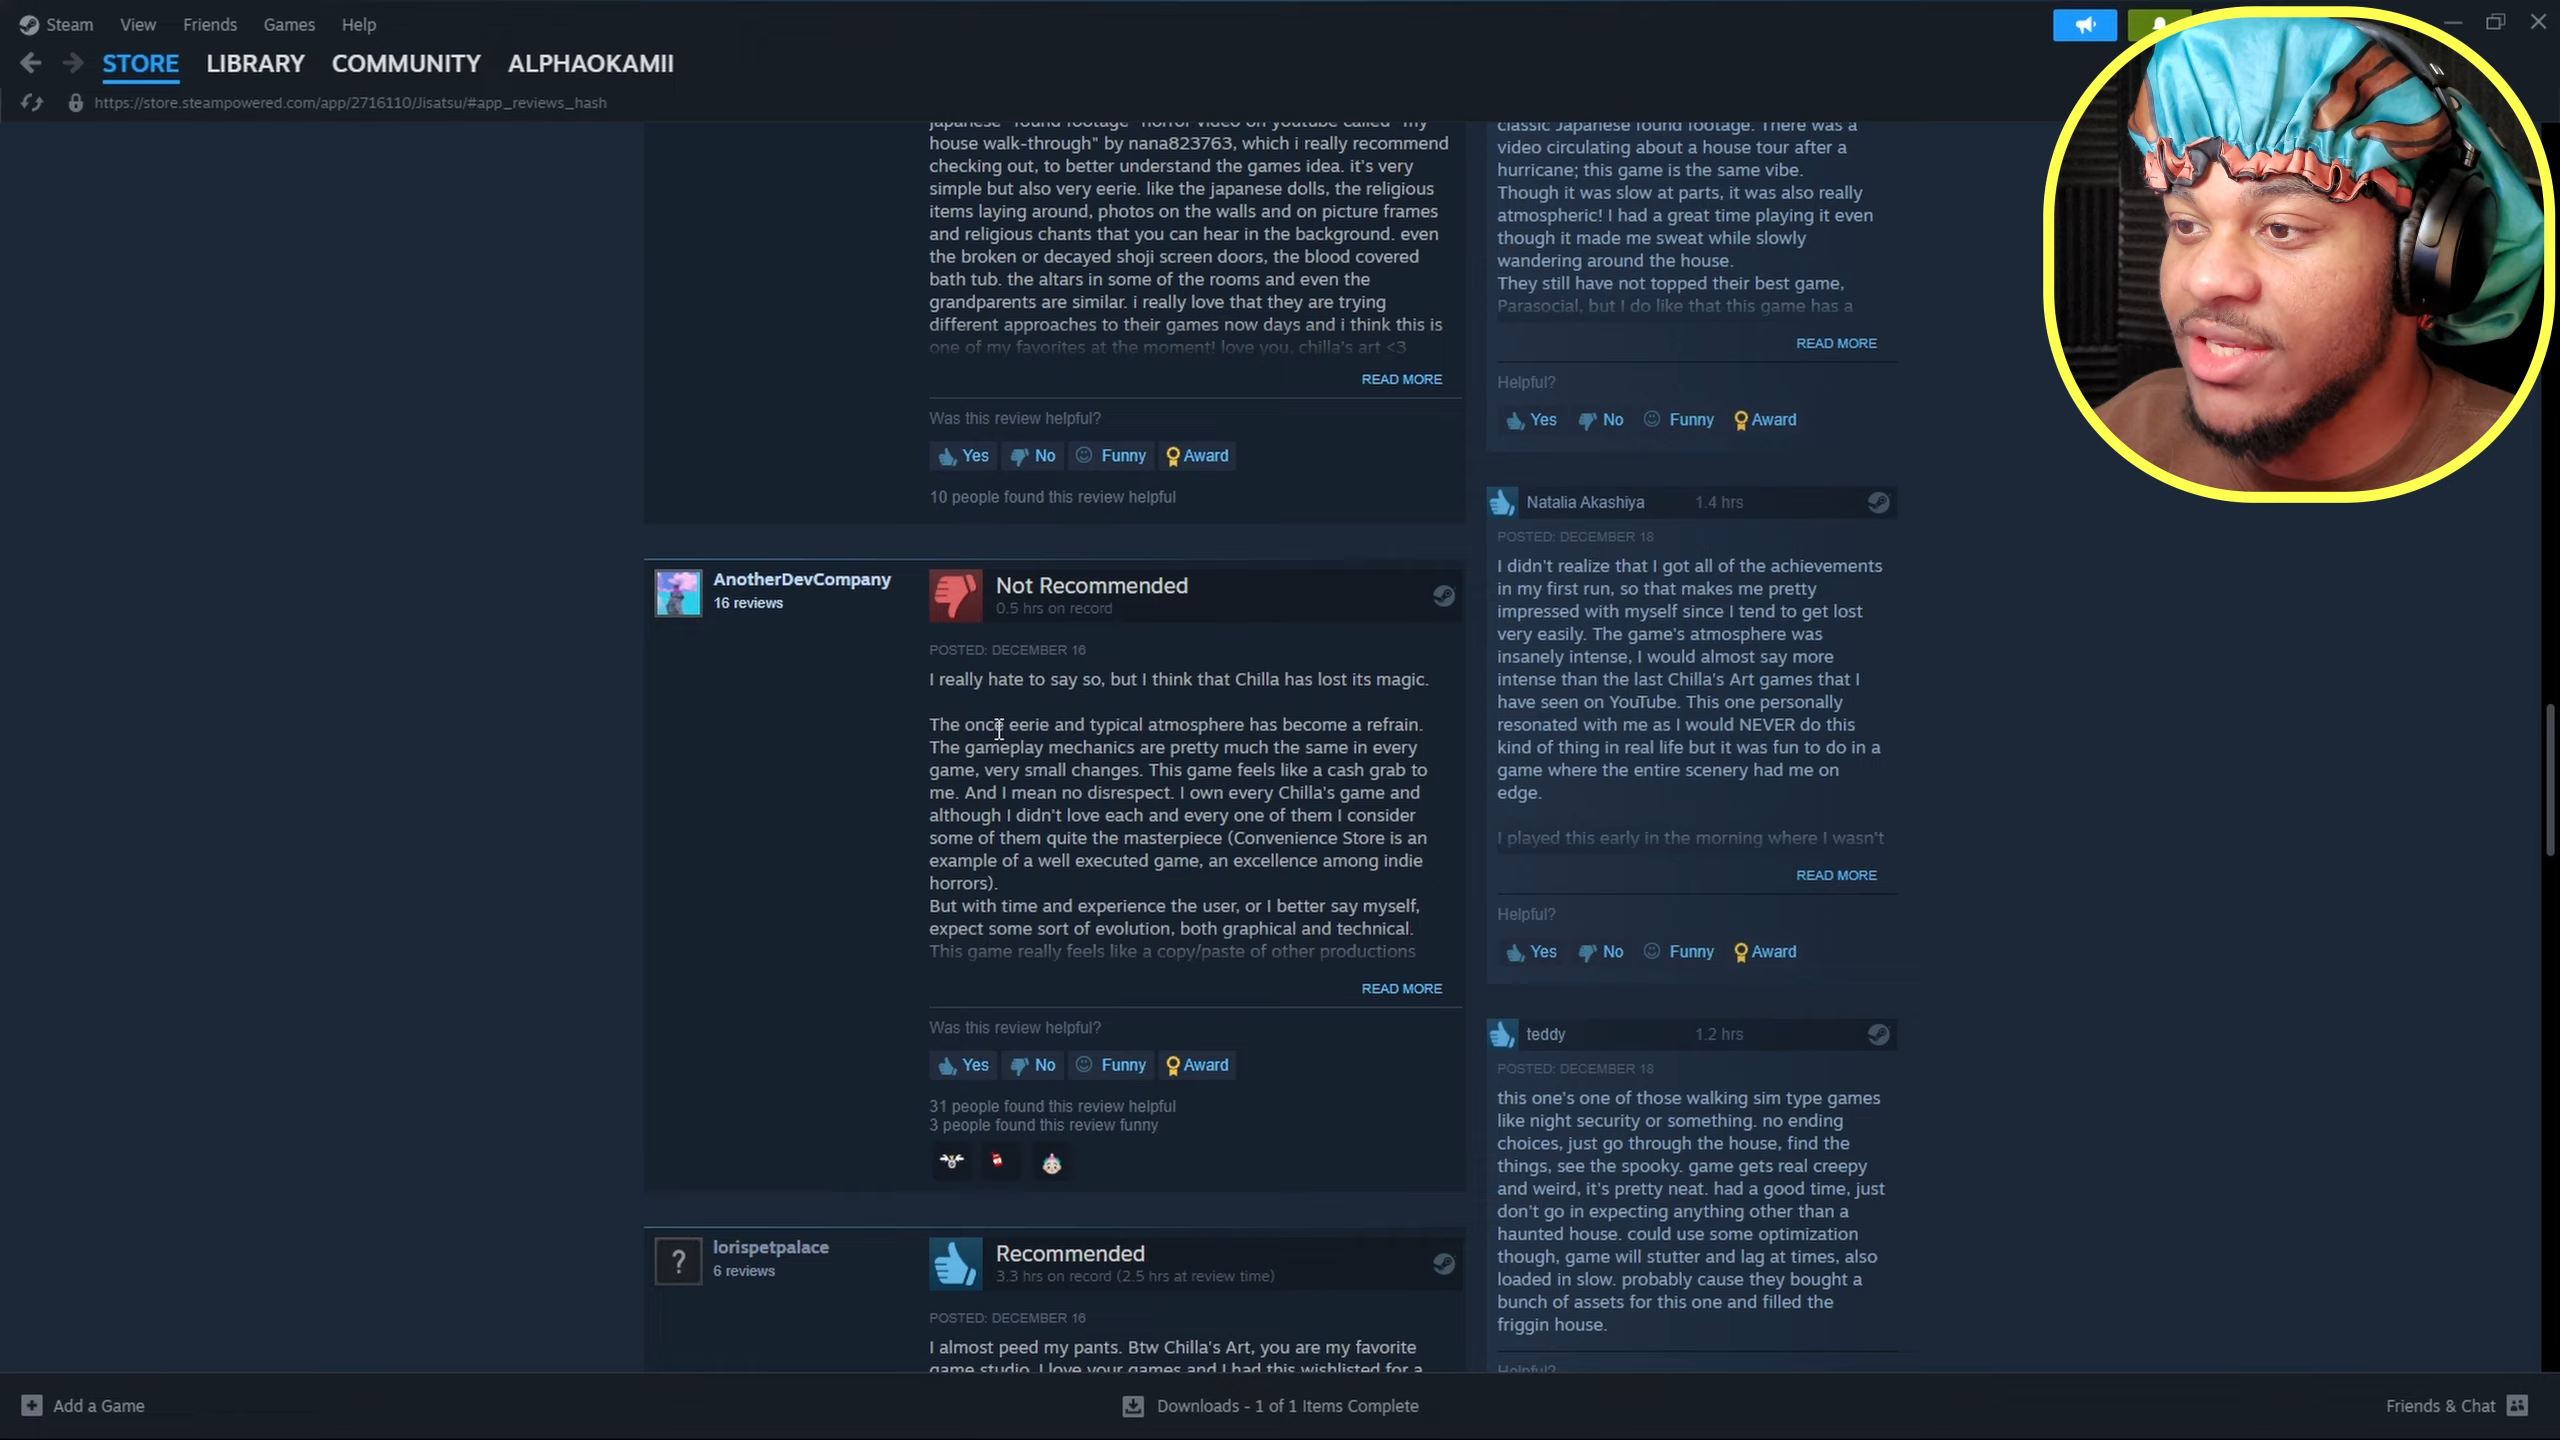 Steam View Friends Games Help
STORE LIBRARY COMMUNITY ALPHAOKAMII
https://store.steampowered.com/app/2716110/Jisatsu/#app_reviews_hash
japanese "found footage" horror video on youtube called "my
house walk-through" by nana823763, which i really recommend
checking out, to better understand the games idea. it's very
simple but also very eerie. like the japanese dolls, the religious
items laying around, photos on the walls and on picture frames
and religious chants that you can hear in the background. even
the broken or decayed shoji screen doors, the blood covered
bath tub. the altars in some of the rooms and even the
grandparents are similar. i really love that they are trying
different approaches to their games now days and i think this is
one of my favorites at the moment! love you, chilla's art <3
READ MORE
Was this review helpful?
Yes No Funny Award
10 people found this review helpful
AnotherDevCompany
16 reviews
Not Recommended
0.5 hrs on record
POSTED: DECEMBER 16
I really hate to say so, but I think that Chilla has lost its magic.
The once eerie and typical atmosphere has become a refrain.
The gameplay mechanics are pretty much the same in every
game, very small changes. This game feels like a cash grab to
me. And I mean no disrespect. I own every Chilla's game and
although I didn't love each and every one of them I consider
some of them quite the masterpiece (Convenience Store is an
example of a well executed game, an excellence among indie
horrors).
But with time and experience the user, or I better say myself,
expect some sort of evolution, both graphical and technical.
This game really feels like a copy/paste of other productions
READ MORE
Was this review helpful?
Yes No Funny Award
31 people found this review helpful
3 people found this review funny
lorispetpalace
6 reviews
Recommended
3.3 hrs on record (2.5 hrs at review time)
POSTED: DECEMBER 16
I almost peed my pants. Btw Chilla's Art, you are my favorite
game studio. I love your games and I had this wishlisted for a
classic Japanese found footage. There was a
video circulating about a house tour after a
hurricane; this game is the same vibe.
Though it was slow at parts, it was also really
atmospheric! I had a great time playing it even
though it made me sweat while slowly
wandering around the house.
They still have not topped their best game,
Parasocial, but I do like that this game has a
READ MORE
Helpful?
Yes No Funny Award
Natalia Akashiya 1.4 hrs
POSTED: DECEMBER 18
I didn't realize that I got all of the achievements
in my first run, so that makes me pretty
impressed with myself since I tend to get lost
very easily. The game's atmosphere was
insanely intense, I would almost say more
intense than the last Chilla's Art games that I
have seen on YouTube. This one personally
resonated with me as I would NEVER do this
kind of thing in real life but it was fun to do in a
game where the entire scenery had me on
edge.
I played this early in the morning where I wasn't
READ MORE
Helpful?
Yes No Funny Award
teddy 1.2 hrs
POSTED: DECEMBER 18
this one's one of those walking sim type games
like night security or something. no ending
choices, just go through the house, find the
things, see the spooky. game gets real creepy
and weird, it's pretty neat. had a good time, just
don't go in expecting anything other than a
haunted house. could use some optimization
though, game will stutter and lag at times, also
loaded in slow. probably cause they bought a
bunch of assets for this one and filled the
friggin house.
Helpful?
Add a Game
Downloads - 1 of 1 Items Complete
Friends & Chat